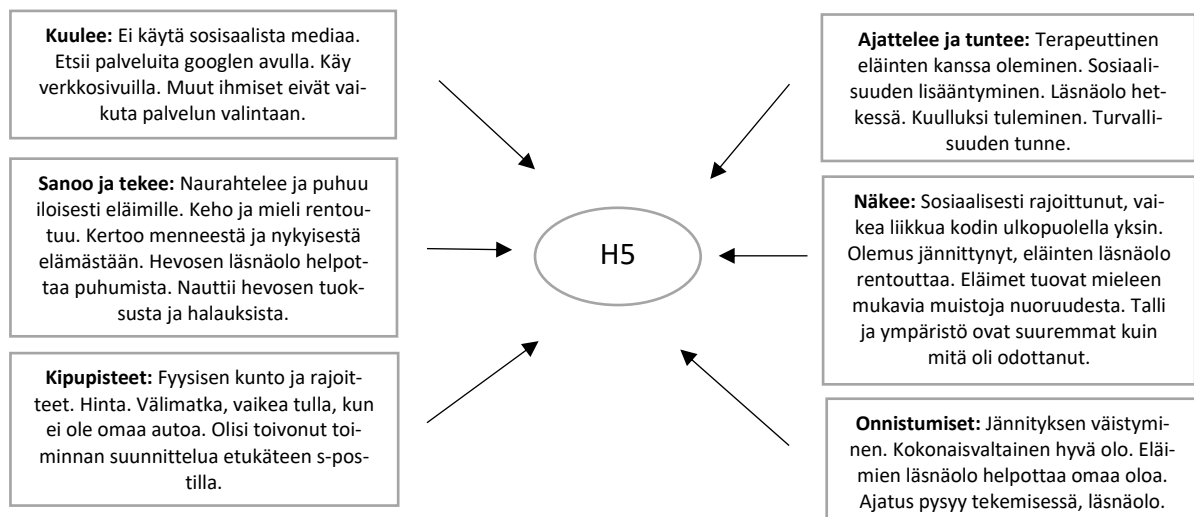 Kuulee: Ei käytä sosisaalista mediaa.
Etsii palveluita googlen avulla. Käy
verkkosivuilla. Muut ihmiset eivät vai-
kuta palvelun valintaan.
Sanoo ja tekee: Naurahtelee ja puhuu
iloisesti eläimille. Keho ja mieli rentou-
tuu. Kertoo menneestä ja nykyisestä
elämästään. Hevosen läsnäolo helpot-
taa puhumista. Nauttii hevosen tuok-
susta ja halauksista.
Kipupisteet: Fyysisen kunto ja rajoit-
teet. Hinta. Välimatka, vaikea tulla, kun
ei ole omaa autoa. Olisi toivonut toi-
minnan suunnittelua etukäteen s-pos-
tilla.
H5
Ajattelee ja tuntee: Terapeuttinen
eläinten kanssa oleminen. Sosiaali-
suuden lisääntyminen. Läsnäolo het-
kessä. Kuulluksi tuleminen. Turvalli-
suuden tunne.
Näkee: Sosiaalisesti rajoittunut, vai-
kea liikkua kodin ulkopuolella yksin.
Olemus jännittynyt, eläinten läsnäolo
rentouttaa. Eläimet tuovat mieleen
mukavia muistoja nuoruudesta. Talli
ja ympäristö ovat suuremmat kuin
mitä oli odottanut.
Onnistumiset: Jännityksen väistymi-
nen. Kokonaisvaltainen hyvä olo. Eläi-
mien läsnäolo helpottaa omaa oloa.
Ajatus pysyy tekemisessä, läsnäolo.